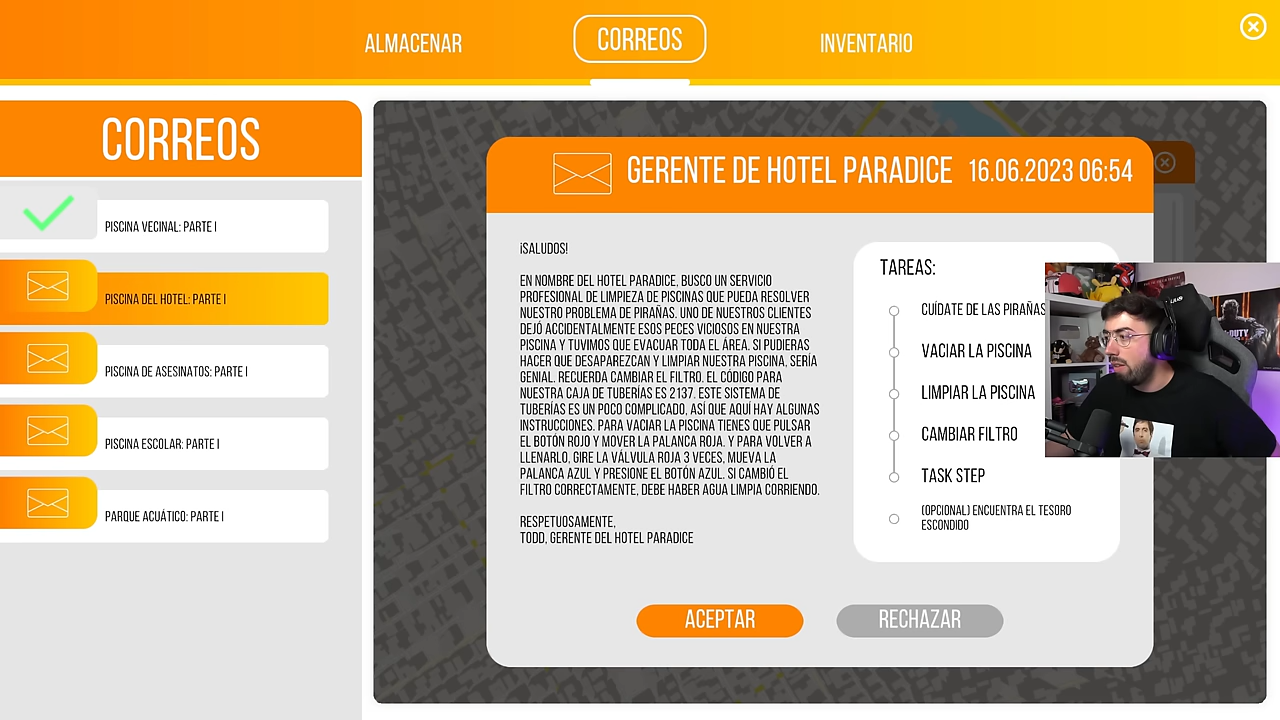 ALMACENAR
CORREOS
INVENTARIO
CORREOS
PISCINA VECINAL: PARTE I
PISCINA DEL HOTEL: PARTE I
PISCINA DE ASESINATOS: PARTE I
PISCINA ESCOLAR: PARTE I
PARQUE ACUÁTICO: PARTE I
GERENTE DE HOTEL PARADICE 16.06.2023 06:54
¡SALUDOS!
EN NOMBRE DEL HOTEL PARADICE, BUSCO UN SERVICIO
PROFESIONAL DE LIMPIEZA DE PISCINAS QUE PUEDA RESOLVER
NUESTRO PROBLEMA DE PIRAÑAS. UNO DE NUESTROS CLIENTES
DEJÓ ACCIDENTALMENTE ESOS PECES VICIOSOS EN NUESTRA
PISCINA Y TUVIMOS QUE EVACUAR TODA EL ÁREA. SI PUDIERAS
HACER QUE DESAPAREZCAN Y LIMPIAR NUESTRA PISCINA, SERÍA
GENIAL. RECUERDA CAMBIAR EL FILTRO. EL CÓDIGO PARA
NUESTRA CAJA DE TUBERÍAS ES 2137. ESTE SISTEMA DE
TUBERÍAS ES UN POCO COMPLICADO, ASÍ QUE AQUÍ HAY ALGUNAS
INSTRUCCIONES. PARA VACIAR LA PISCINA TIENES QUE PULSAR
EL BOTÓN ROJO Y MOVER LA PALANCA ROJA. Y PARA VOLVER A
LLENARLO, GIRE LA VÁLVULA ROJA 3 VECES, MUEVA LA
PALANCA AZUL Y PRESIONE EL BOTÓN AZUL. SI CAMBIÓ EL
FILTRO CORRECTAMENTE, DEBE HABER AGUA LIMPIA CORRIENDO.
RESPETUOSAMENTE,
TODD, GERENTE DEL HOTEL PARADICE
TAREAS:
CUÍDATE DE LAS PIRAÑAS
VACIAR LA PISCINA
LIMPIAR LA PISCINA
CAMBIAR FILTRO
TASK STEP
(OPCIONAL) ENCUENTRA EL TESORO
ESCONDIDO
ACEPTAR
RECHAZAR